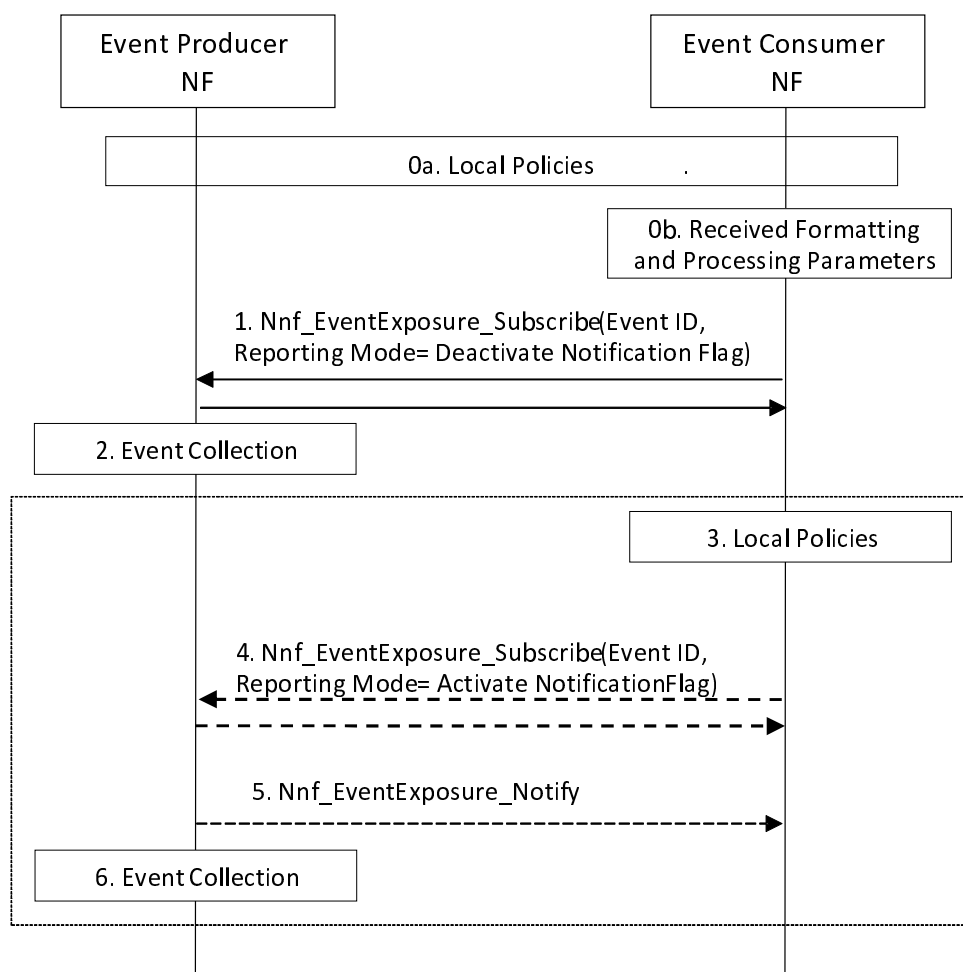 Event Producer
NF
Event Consumer
NF
0a. Local Policies .
0b. Received Formatting
and Processing Parameters
1. Nnf_EventExposure_Subscribe(Event ID,
Reporting Mode= Deactivate Notification Flag)
2. Event Collection
3. Local Policies
4. Nnf_EventExposure_Subscribe(Event ID,
Reporting Mode= Activate NotificationFlag)
5. Nnf_EventExposure_Notify
6. Event Collection